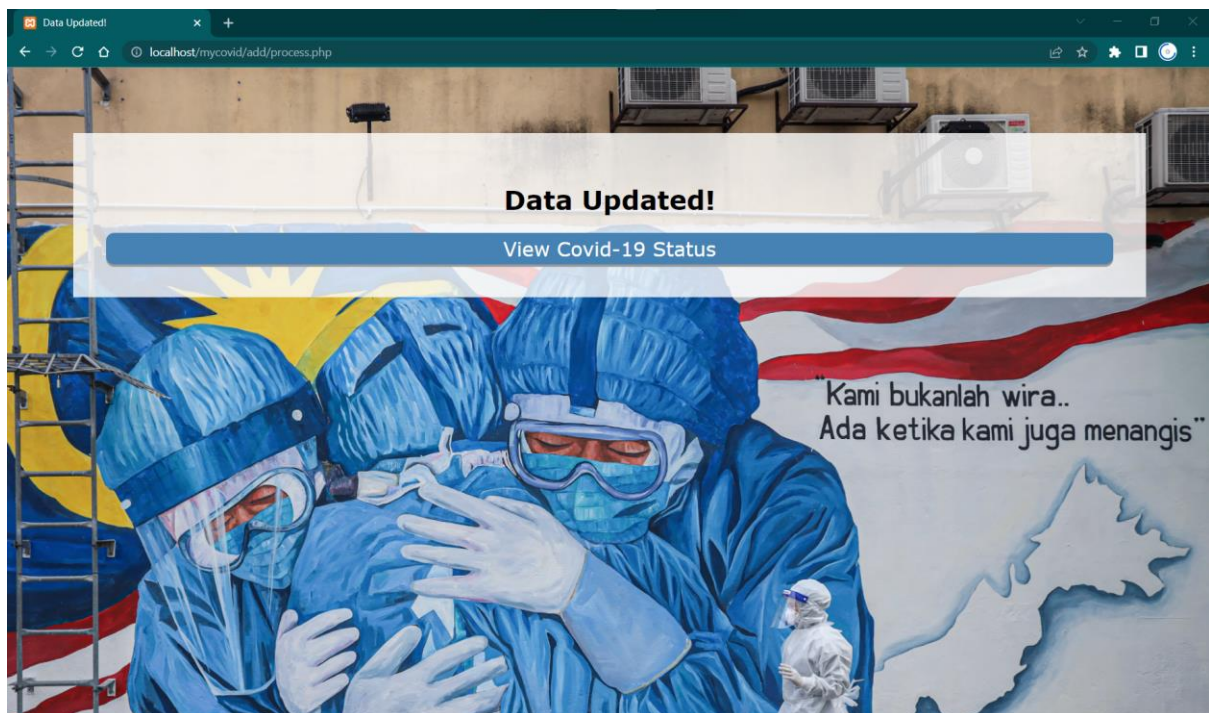 Data Updated!
localhost/mycovid/add/process.php
Data Updated!
View Covid-19 Status
"Kami bukanlah wira..
Ada ketika kami juga menangis"